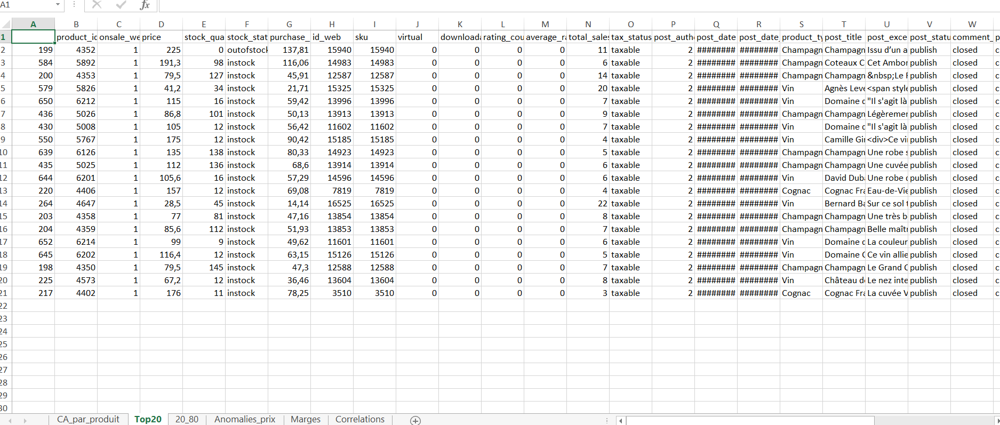 A1 fx
A B C D E F G H I J K L M N O P Q R S T U V W
1 product_id onsale_we price stock_qua stock_stat purchase_ id_web sku virtual downloada rating_cou average_ra total_sales tax_status post_autho post_date post_date_ product_ty post_title post_exce post_statu comment_ p
2 199 4352 1 225 0 outofstock 137,81 15940 15940 0 0 0 0 11 taxable 2 ######## ######## Champagn Champagn Issu d’un a publish closed c
3 584 5892 1 191,3 98 instock 116,06 14983 14983 0 0 0 0 6 taxable 2 ######## ######## Champagn Coteaux C Cet Ambon publish closed c
4 200 4353 1 79,5 127 instock 45,91 12587 12587 0 0 0 0 14 taxable 2 ######## ######## Champagn Champagn &nbsp;Le F publish closed c
5 579 5826 1 41,2 34 instock 21,71 15325 15325 0 0 0 0 20 taxable 2 ######## ######## Vin Agnès Leve <span style publish closed c
6 650 6212 1 115 16 instock 59,42 13996 13996 0 0 0 0 7 taxable 2 ######## ######## Vin Domaine d "Il s'agit là publish closed c
7 436 5026 1 86,8 101 instock 50,13 13913 13913 0 0 0 0 9 taxable 2 ######## ######## Champagn Champagn Légèremen publish closed c
8 430 5008 1 105 12 instock 56,42 11602 11602 0 0 0 0 7 taxable 2 ######## ######## Vin Domaine d "Il s'agit là publish closed c
9 550 5767 1 175 12 instock 90,42 15185 15185 0 0 0 0 4 taxable 2 ######## ######## Vin Camille Gir <div>Ce vi publish closed c
10 639 6126 1 135 138 instock 80,33 14923 14923 0 0 0 0 5 taxable 2 ######## ######## Champagn Champagn Une robe s publish closed c
11 435 5025 1 112 136 instock 68,6 13914 13914 0 0 0 0 6 taxable 2 ######## ######## Champagn Champagn Une cuvée publish closed c
12 644 6201 1 105,6 16 instock 57,29 14596 14596 0 0 0 0 6 taxable 2 ######## ######## Vin David Dub Une robe publish closed c
13 220 4406 1 157 12 instock 69,08 7819 7819 0 0 0 0 4 taxable 2 ######## ######## Cognac Cognac Fra Eau-de-Vie publish closed c
14 264 4647 1 28,5 45 instock 14,14 16525 16525 0 0 0 0 22 taxable 2 ######## ######## Vin Bernard Ba Sur ce sol t publish closed c
15 203 4358 1 77 81 instock 47,16 13854 13854 0 0 0 0 8 taxable 2 ######## ######## Champagn Champagn Une très b publish closed c
16 204 4359 1 85,6 112 instock 51,93 13853 13853 0 0 0 0 7 taxable 2 ######## ######## Champagn Champagn Belle maîtr publish closed c
17 652 6214 1 99 9 instock 49,62 11601 11601 0 0 0 0 6 taxable 2 ######## ######## Vin Domaine d La couleur publish closed c
18 645 6202 1 116,4 12 instock 63,15 15126 15126 0 0 0 0 5 taxable 2 ######## ######## Vin Domaine C Ce vin allie publish closed c
19 198 4350 1 79,5 145 instock 47,3 12588 12588 0 0 0 0 7 taxable 2 ######## ######## Champagn Champagn Le Grand C publish closed c
20 225 4573 1 67,2 12 instock 36,46 13604 13604 0 0 0 0 8 taxable 2 ######## ######## Vin Château de Le nez inte publish closed c
21 217 4402 1 176 11 instock 78,25 3510 3510 0 0 0 0 3 taxable 2 ######## ######## Cognac Cognac Fra La cuvée V publish closed c
22
23
24
25
26
27
28
29
30
CA_par_produit Top20 20_80 Anomalies_prix Marges Correlations